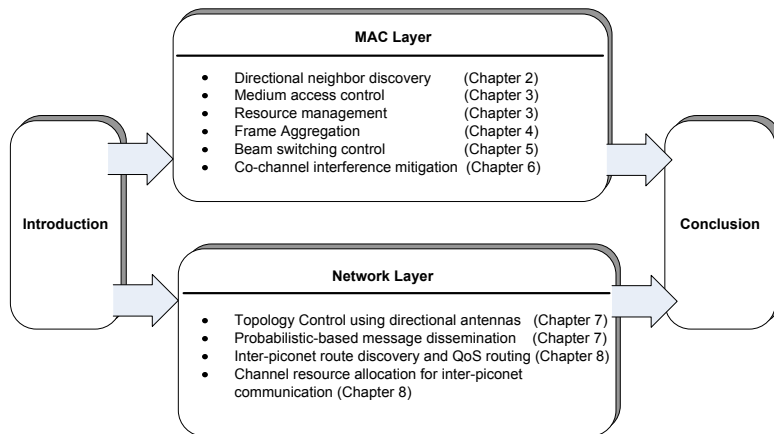 Introduction
MAC Layer
• Directional neighbor discovery (Chapter 2)
• Medium access control (Chapter 3)
• Resource management (Chapter 3)
• Frame Aggregation (Chapter 4)
• Beam switching control (Chapter 5)
• Co-channel interference mitigation (Chapter 6)
Network Layer
• Topology Control using directional antennas (Chapter 7)
• Probabilistic-based message dissemination (Chapter 7)
• Inter-piconet route discovery and QoS routing (Chapter 8)
• Channel resource allocation for inter-piconet
communication (Chapter 8)
Conclusion